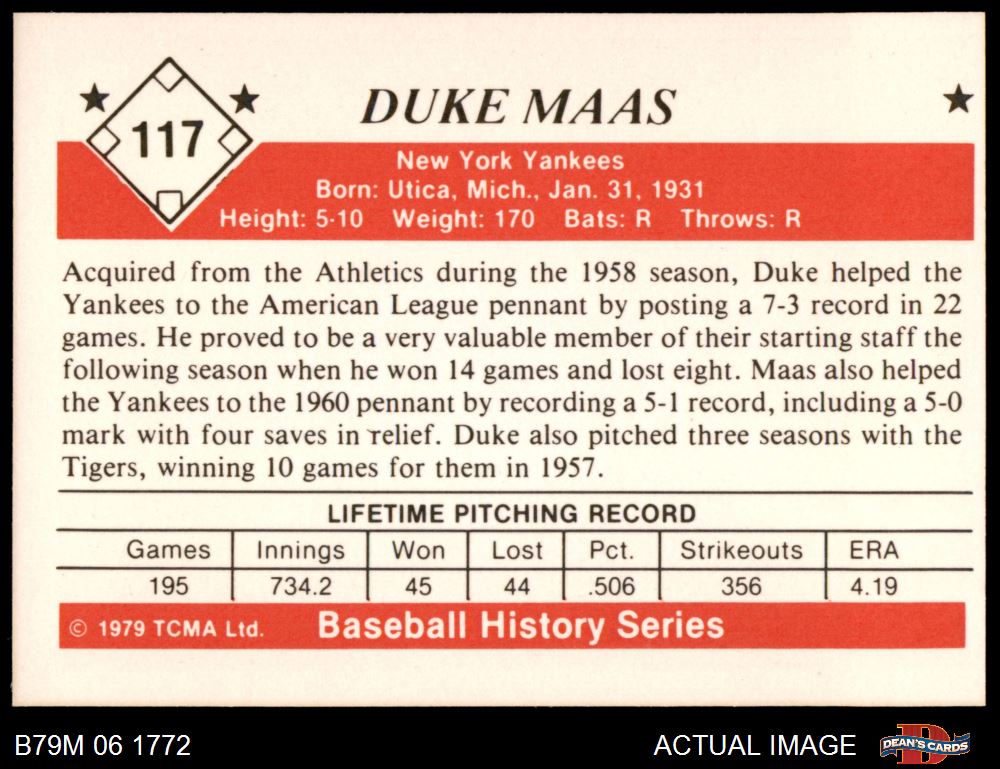 117
DUKE MAAS
New York Yankees
Born: Utica, Mich., Jan. 31, 1931
Height: 5-10 Weight: 170 Bats: R Throws: R
Acquired from the Athletics during the 1958 season, Duke helped the
Yankees to the American League pennant by posting a 7-3 record in 22
games. He proved to be a very valuable member of their starting staff the
following season when he won 14 games and lost eight. Maas also helped
the Yankees to the 1960 pennant by recording a 5-1 record, including a 5-0
mark with four saves in relief. Duke also pitched three seasons with the
Tigers, winning 10 games for them in 1957.
LIFETIME PITCHING RECORD
Games Innings Won Lost Pct. Strikeouts ERA
195 734.2 45 44 .506 356 4.19
© 1979 TCMA Ltd. Baseball History Series
B79M 06 1772 ACTUAL IMAGE DEAN'S CARDS